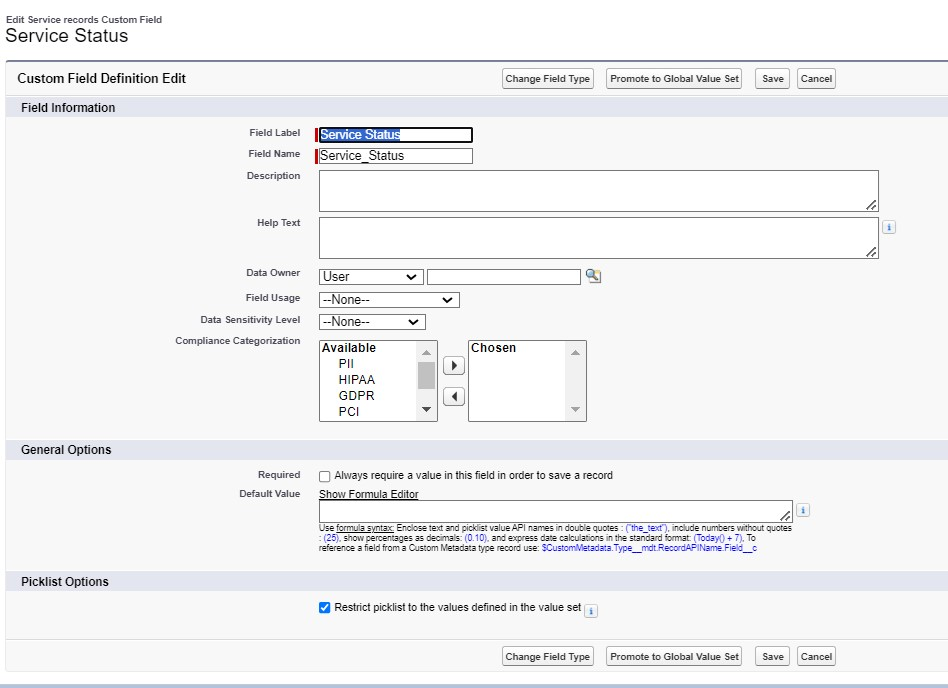 Edit Service records Custom Field
Service Status
Custom Field Definition Edit
Change Field Type
Promote to Global Value Set
Save
Cancel
Field Information
Field Label
Service Status
Field Name
Service_Status
Description
Help Text
i
Data Owner
User
Field Usage
--None--
Data Sensitivity Level
--None--
Compliance Categorization
Available
PII
HIPAA
GDPR
PCI
Chosen
General Options
Required
Always require a value in this field in order to save a record
Default Value
Show Formula Editor
i
Use formula syntax: Enclose text and picklist value API names in double quotes : ("the_text"), include numbers without quotes
: (25), show percentages as decimals: (0.10), and express date calculations in the standard format: (Today() + 7), To
reference a field from a Custom Metadata type record use: $CustomMetadata.Type__mdt.RecordAPIName.Field__c
Picklist Options
Restrict picklist to the values defined in the value set
i
Change Field Type
Promote to Global Value Set
Save
Cancel